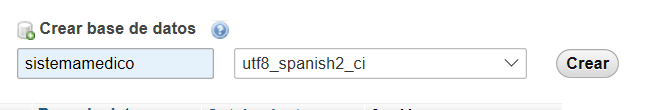 Crear base de datos
sistemamedico utf8_spanish2_ci Crear